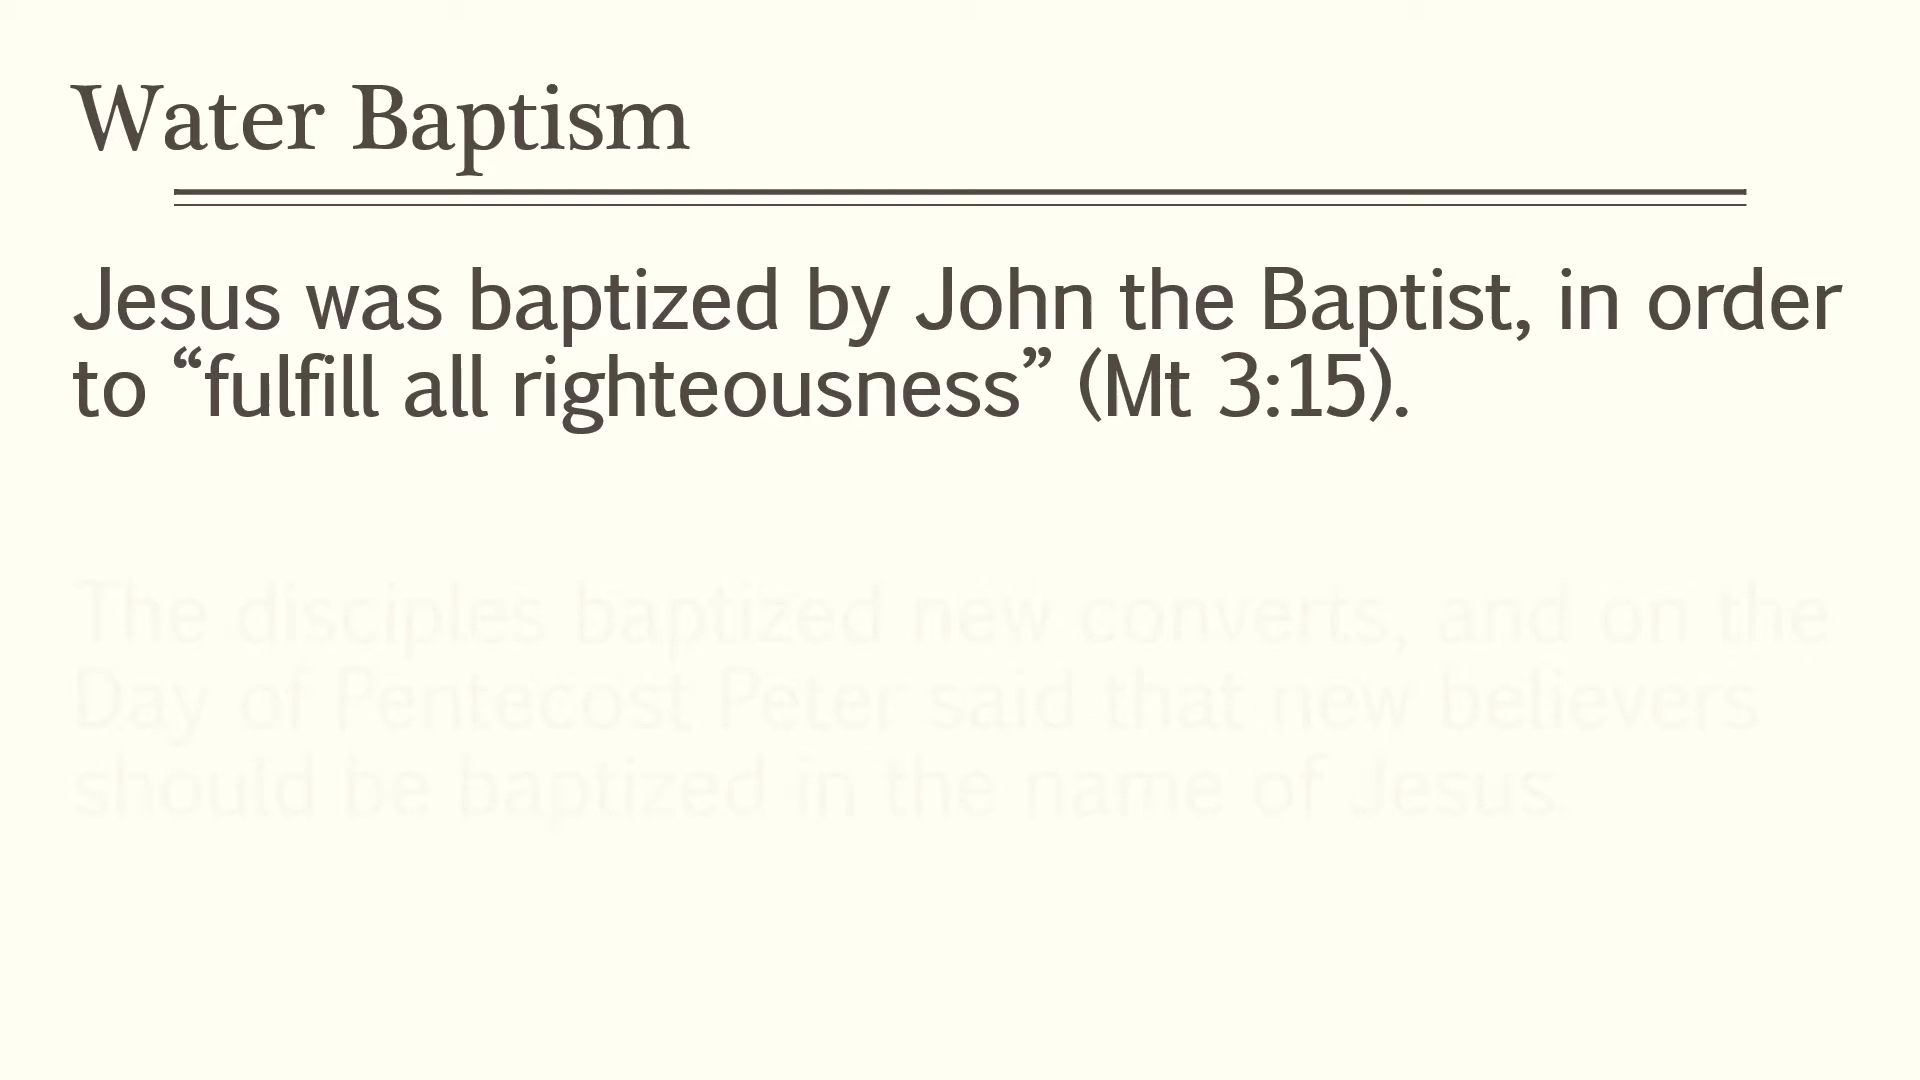 Water Baptism
Jesus was baptized by John the Baptist, in order
to “fulfill all righteousness” (Mt 3:15).
The disciples baptized new converts, and on the
Day of Pentecost Peter said that new believers
should be baptized in the name of Jesus.